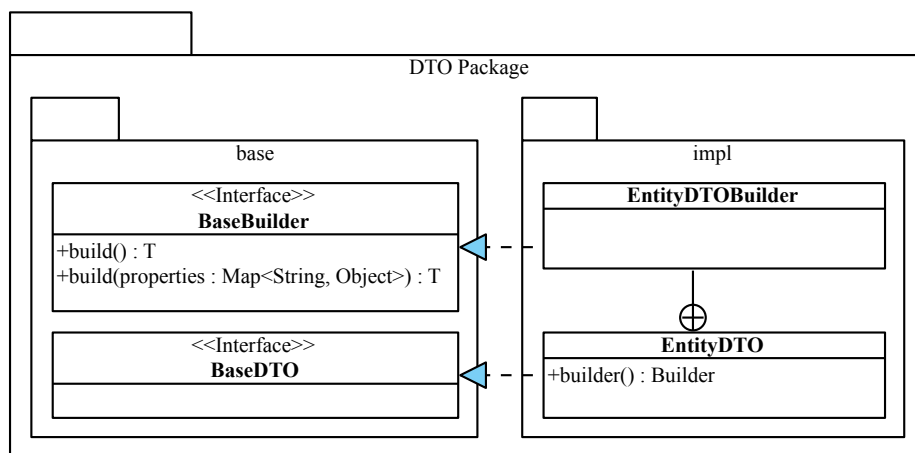 DTO Package
base
<<Interface>>
BaseBuilder
+build() : T
+build(properties : Map<String, Object>) : T
<<Interface>>
BaseDTO
impl
EntityDTOBuilder
EntityDTO
+builder() : Builder